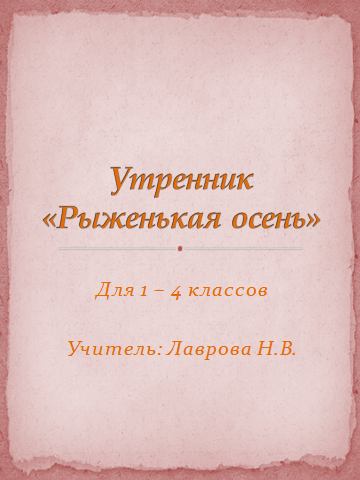 Утренник
«Рыженькая осень»
Для 1 – 4 классов
Учитель: Лаврова Н.В.